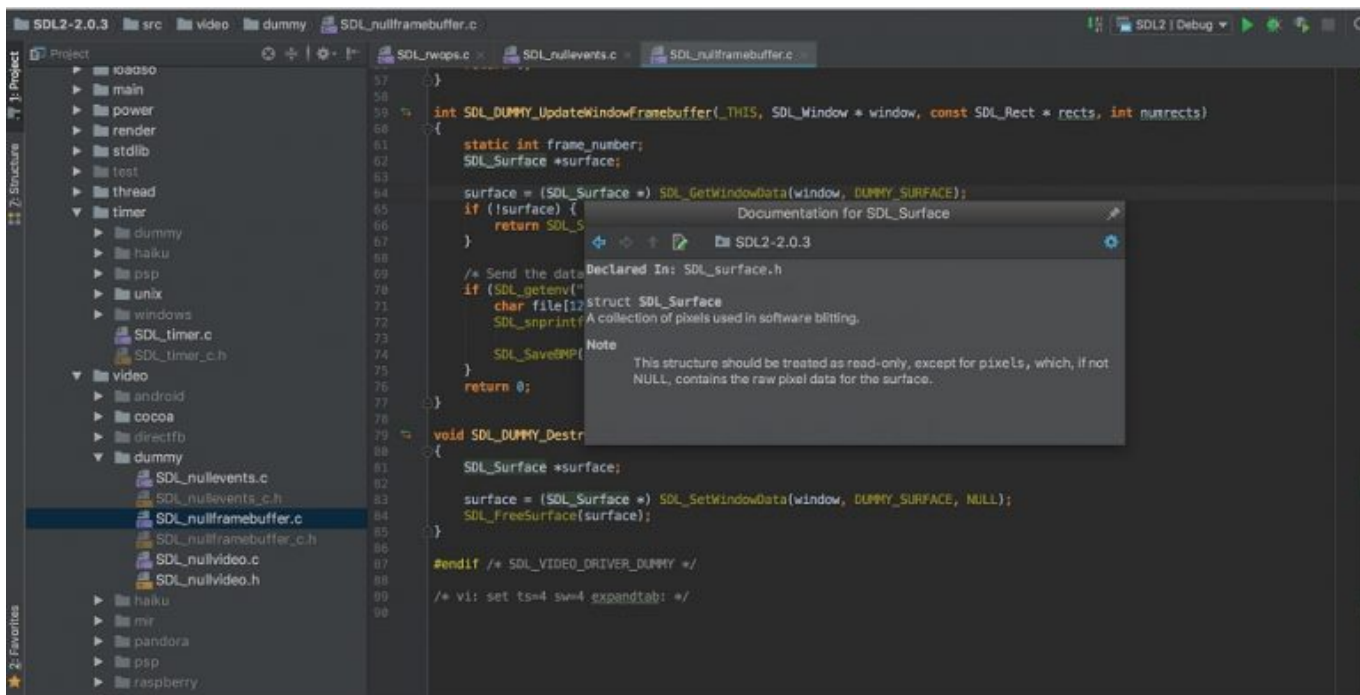 SDL2-2.0.3 src video dummy SDL_nullframebuffer.c
SDL2 | Debug
Project
SDL_rwops.c SDL_nullevents.c SDL_nullframebuffer.c
1: Project
Z: Structure
2: Favorites
loadso
main
power
render
stdlib
test
thread
timer
dummy
haiku
psp
unix
windows
SDL_timer.c
SDL_timer_c.h
video
android
cocoa
directfb
dummy
SDL_nullevents.c
SDL_nullevents_c.h
SDL_nullframebuffer.c
SDL_nullframebuffer_c.h
SDL_nullvideo.c
SDL_nullvideo.h
haiku
mir
pandora
psp
raspberry
57 }
58
59 int SDL_DUMMY_UpdateWindowFramebuffer(_THIS, SDL_Window * window, const SDL_Rect * rects, int numrects)
60 {
61 static int frame_number;
62 SDL_Surface *surface;
63
64 surface = (SDL_Surface *) SDL_GetWindowData(window, DUMMY_SURFACE);
65 if (!surface) {
66 return SDL_S
67 }
68
69 /* Send the data
70 if (SDL_getenv("
71 char file[12
72 SDL_snprintf
73
74 SDL_SaveBMP(
75 }
76 return 0;
77 }
78
79 void SDL_DUMMY_Destr
80 {
81 SDL_Surface *surface;
82
83 surface = (SDL_Surface *) SDL_SetWindowData(window, DUMMY_SURFACE, NULL);
84 SDL_FreeSurface(surface);
85 }
86
87 #endif /* SDL_VIDEO_DRIVER_DUMMY */
88
89 /* vi: set ts=4 sw=4 expandtab: */
90
Documentation for SDL_Surface
SDL2-2.0.3
Declared In: SDL_surface.h
struct SDL_Surface
A collection of pixels used in software blitting.
Note
This structure should be treated as read-only, except for pixels, which, if not
NULL, contains the raw pixel data for the surface.